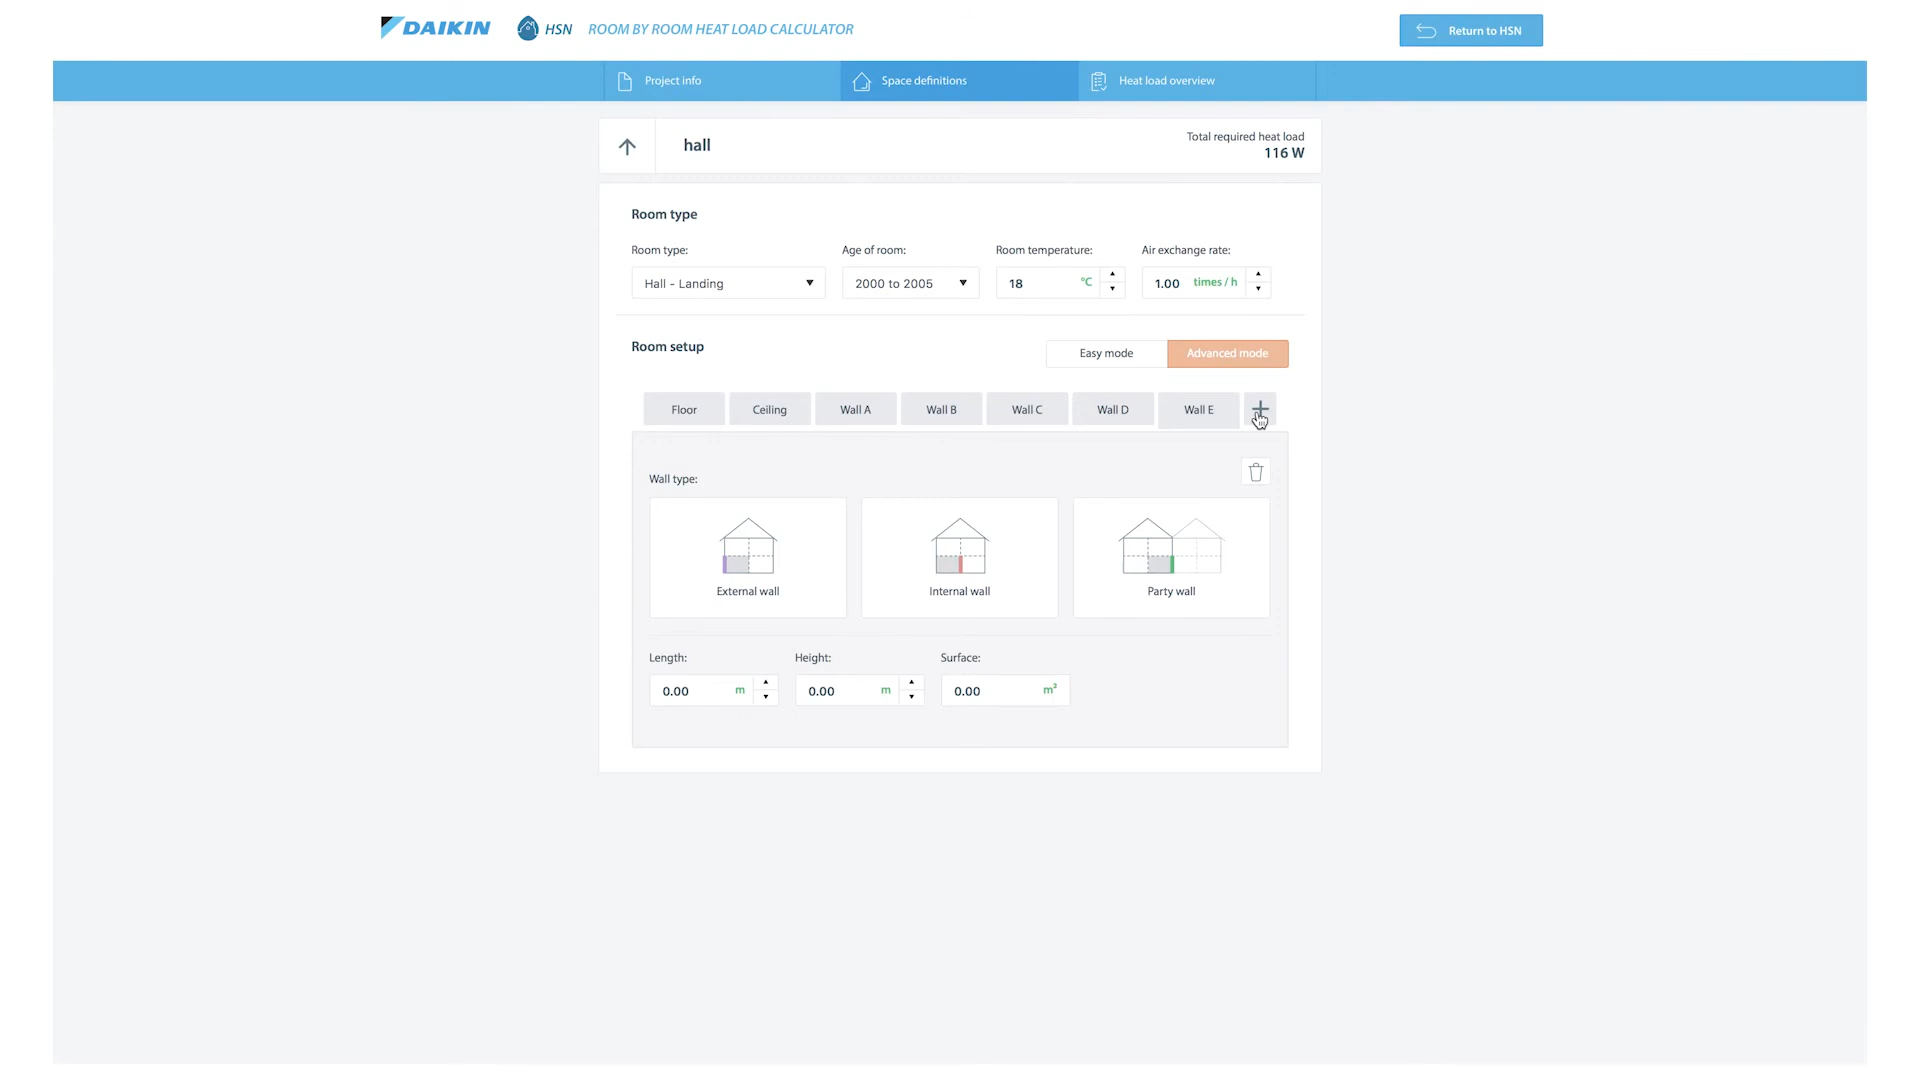 DAIKIN HSN ROOM BY ROOM HEAT LOAD CALCULATOR Return to HSN
Project info Space definitions Heat load overview
hall
Total required heat load
116 W
Room type
Room type: Age of room: Room temperature: Air exchange rate:
Hall - Landing 2000 to 2005 18 °C 1.00 times / h
Room setup
Easy mode Advanced mode
Floor Ceiling Wall A Wall B Wall C Wall D Wall E
Wall type:
External wall Internal wall Party wall
Length: Height: Surface:
0.00 m 0.00 m 0.00 m²